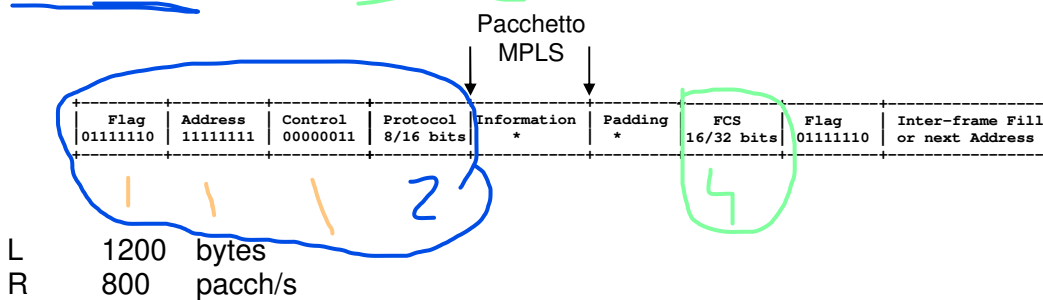 Pacchetto
MPLS
Flag | Address | Control | Protocol | Information | Padding | FCS | Flag | Inter-frame Fill
01111110 | 11111111 | 00000011 | 8/16 bits | * | * | 16/32 bits | 01111110 | or next Address
1 1 1 2 4
L 1200 bytes
R 800 pacch/s